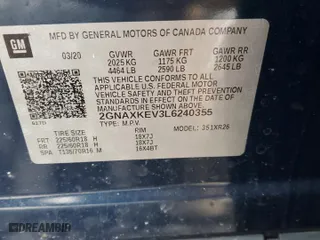 GM
MFD BY GENERAL MOTORS OF CANADA COMPANY
03/20 GVWR GAWR FRT GAWR RR
2025 KG 1175 KG 1200 KG
4464 LB 2590 LB 2645 LB
THIS VEHICLE CONFORMS TO ALL APPLICABLE U.S. FEDERAL MOTOR VEHICLE SAFETY AND THEFT PREVENTION STANDARDS IN EFFECT ON THE DATE OF MANUFACTURE SHOWN ABOVE.
2GNAXKEV3L6240355
TYPE: M.P.V. MODEL:
TIRE SIZE RIM
FRT 225/60R18 H 18X7J
RR 225/60R18 H 18X7J
SPA T135/70R16 M 16X4BT